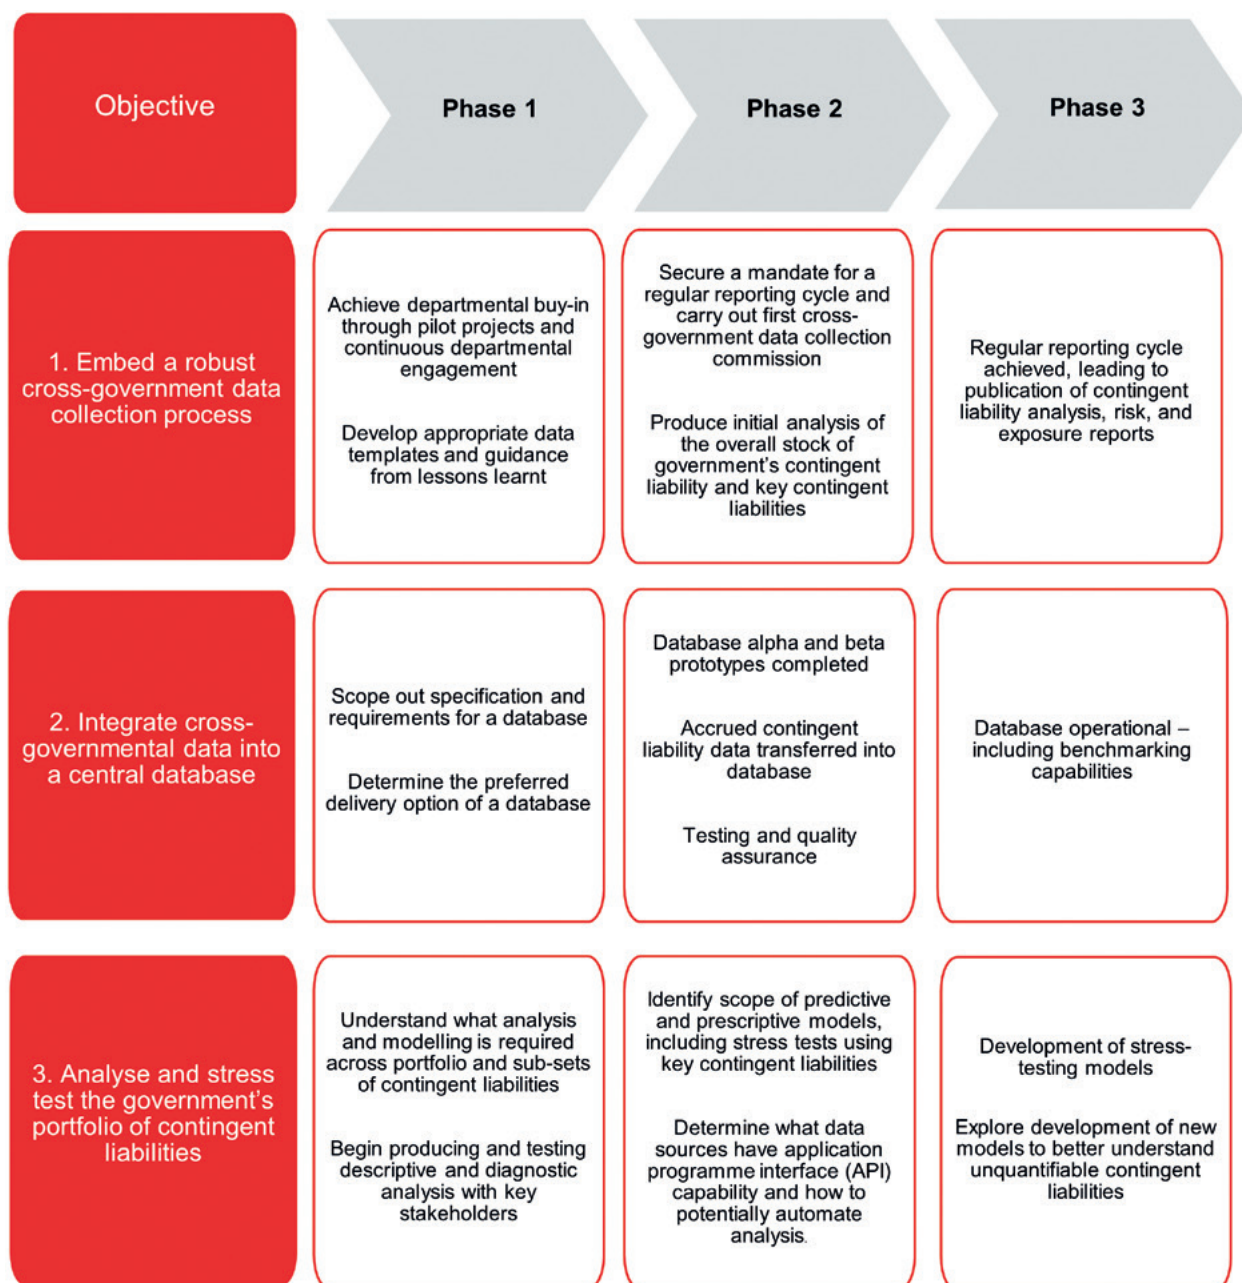 Objective
Phase 1
Phase 2
Phase 3
1. Embed a robust
cross-government data
collection process
Achieve departmental buy-in
through pilot projects and
continuous departmental
engagement
Develop appropriate data
templates and guidance
from lessons learnt
Secure a mandate for a
regular reporting cycle and
carry out first cross-
government data collection
commission
Produce initial analysis of
the overall stock of
government’s contingent
liability and key contingent
liabilities
Regular reporting cycle
achieved, leading to
publication of contingent
liability analysis, risk, and
exposure reports
2. Integrate cross-
governmental data into
a central database
Scope out specification and
requirements for a database
Determine the preferred
delivery option of a database
Database alpha and beta
prototypes completed
Accrued contingent
liability data transferred into
database
Testing and quality
assurance
Database operational –
including benchmarking
capabilities
3. Analyse and stress
test the government’s
portfolio of contingent
liabilities
Understand what analysis
and modelling is required
across portfolio and sub-sets
of contingent liabilities
Begin producing and testing
descriptive and diagnostic
analysis with key
stakeholders
Identify scope of predictive
and prescriptive models,
including stress tests using
key contingent liabilities
Determine what data
sources have application
programme interface (API)
capability and how to
potentially automate
analysis.
Development of stress-
testing models
Explore development of new
models to better understand
unquantifiable contingent
liabilities